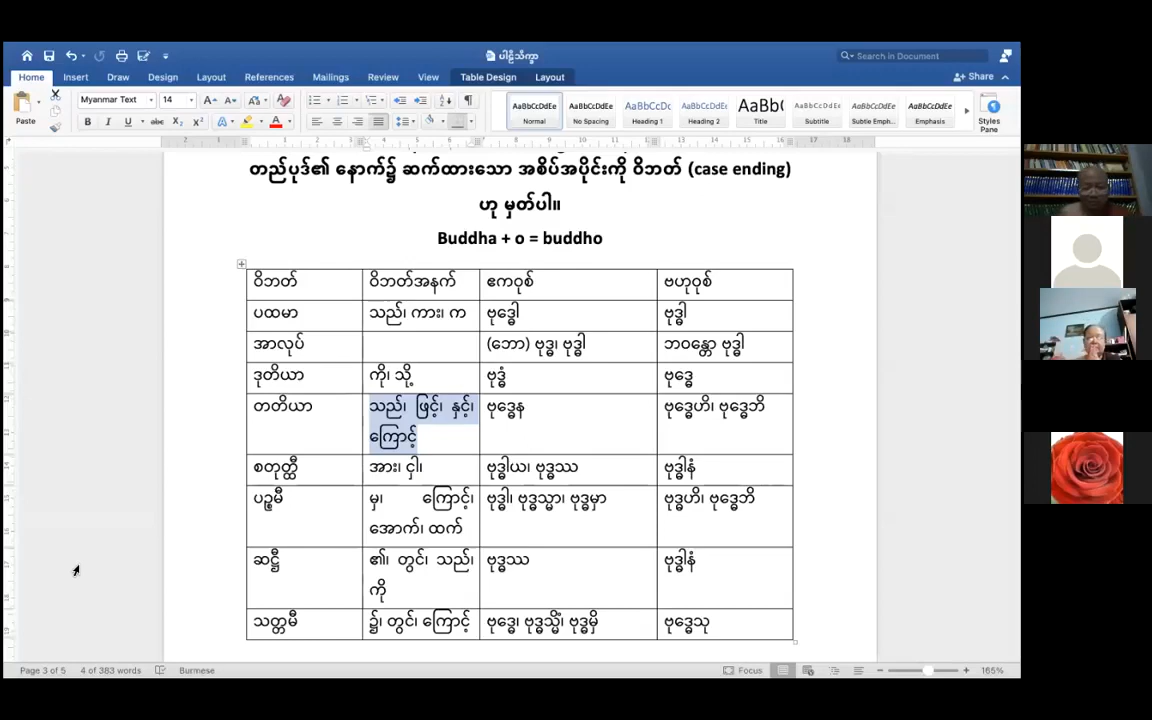 ပါဠိသိက္ခာ
Search in Document
Home Insert Draw Design Layout References Mailings Review View Table Design Layout
Share
Myanmar Text 14
Paste
AaBbCcDdEe AaBbCcDdEe AaBbCcDc AaBbCcDdEe AaBb( AaBbCcDdEe AaBbCcDdEe AaBbCcDdEe
Normal No Spacing Heading 1 Heading 2 Title Subtitle Subtle Emph... Emphasis
Styles
Pane
တည်ပုဒ်၏ နောက်၌ ဆက်ထားသော အစိပ်အပိုင်းကို ဝိဘတ် (case ending)
ဟု မှတ်ပါ။
Buddha + o = buddho
ဝိဘတ် ဝိဘတ်အနက် ဧကဝုစ် ဗဟုဝုစ်
ပထမာ သည်၊ ကား၊ က ဗုဒ္ဓေါ ဗုဒ္ဓါ
အာလုပ် (ဘော) ဗုဒ္ဓ၊ ဗုဒ္ဓါ ဘဝန္တော ဗုဒ္ဓါ
ဒုတိယာ ကို၊ သို့ ဗုဒ္ဓံ ဗုဒ္ဓေ
တတိယာ သည်၊ ဖြင့်၊ နှင့်၊ ဗုဒ္ဓေန ဗုဒ္ဓေဟိ၊ ဗုဒ္ဓေဘိ
ကြောင့်
စတုတ္ထီ အား၊ ငှါ၊ ဗုဒ္ဓါယ၊ ဗုဒ္ဓဿ ဗုဒ္ဓါနံ
ပဉ္စမီ မှ၊ ကြောင့်၊ ဗုဒ္ဓါ၊ ဗုဒ္ဓသ္မာ၊ ဗုဒ္ဓမှာ ဗုဒ္ဓဟိ၊ ဗုဒ္ဓေဘိ
အောက်၊ ထက်
ဆဋ္ဌီ ၏၊ တွင်၊ သည်၊ ဗုဒ္ဓဿ ဗုဒ္ဓါနံ
ကို
သတ္တမီ ၌၊ တွင်၊ ကြောင့် ဗုဒ္ဓေ၊ ဗုဒ္ဓသ္မိံ၊ ဗုဒ္ဓမှိ ဗုဒ္ဓေသု
Page 3 of 5 4 of 383 words Burmese Focus 165%